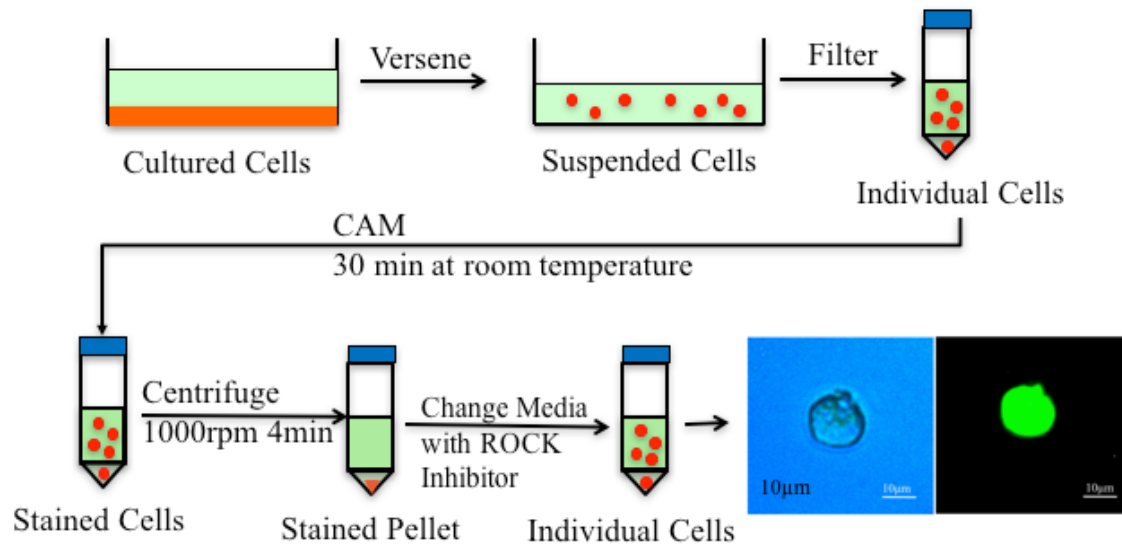 Versene
Filter
Cultured Cells
Suspended Cells
Individual Cells
CAM
30 min at room temperature
Centrifuge
1000rpm 4min
Change Media
with ROCK
Inhibitor
10μm
10μm
10μm
Stained Cells
Stained Pellet
Individual Cells